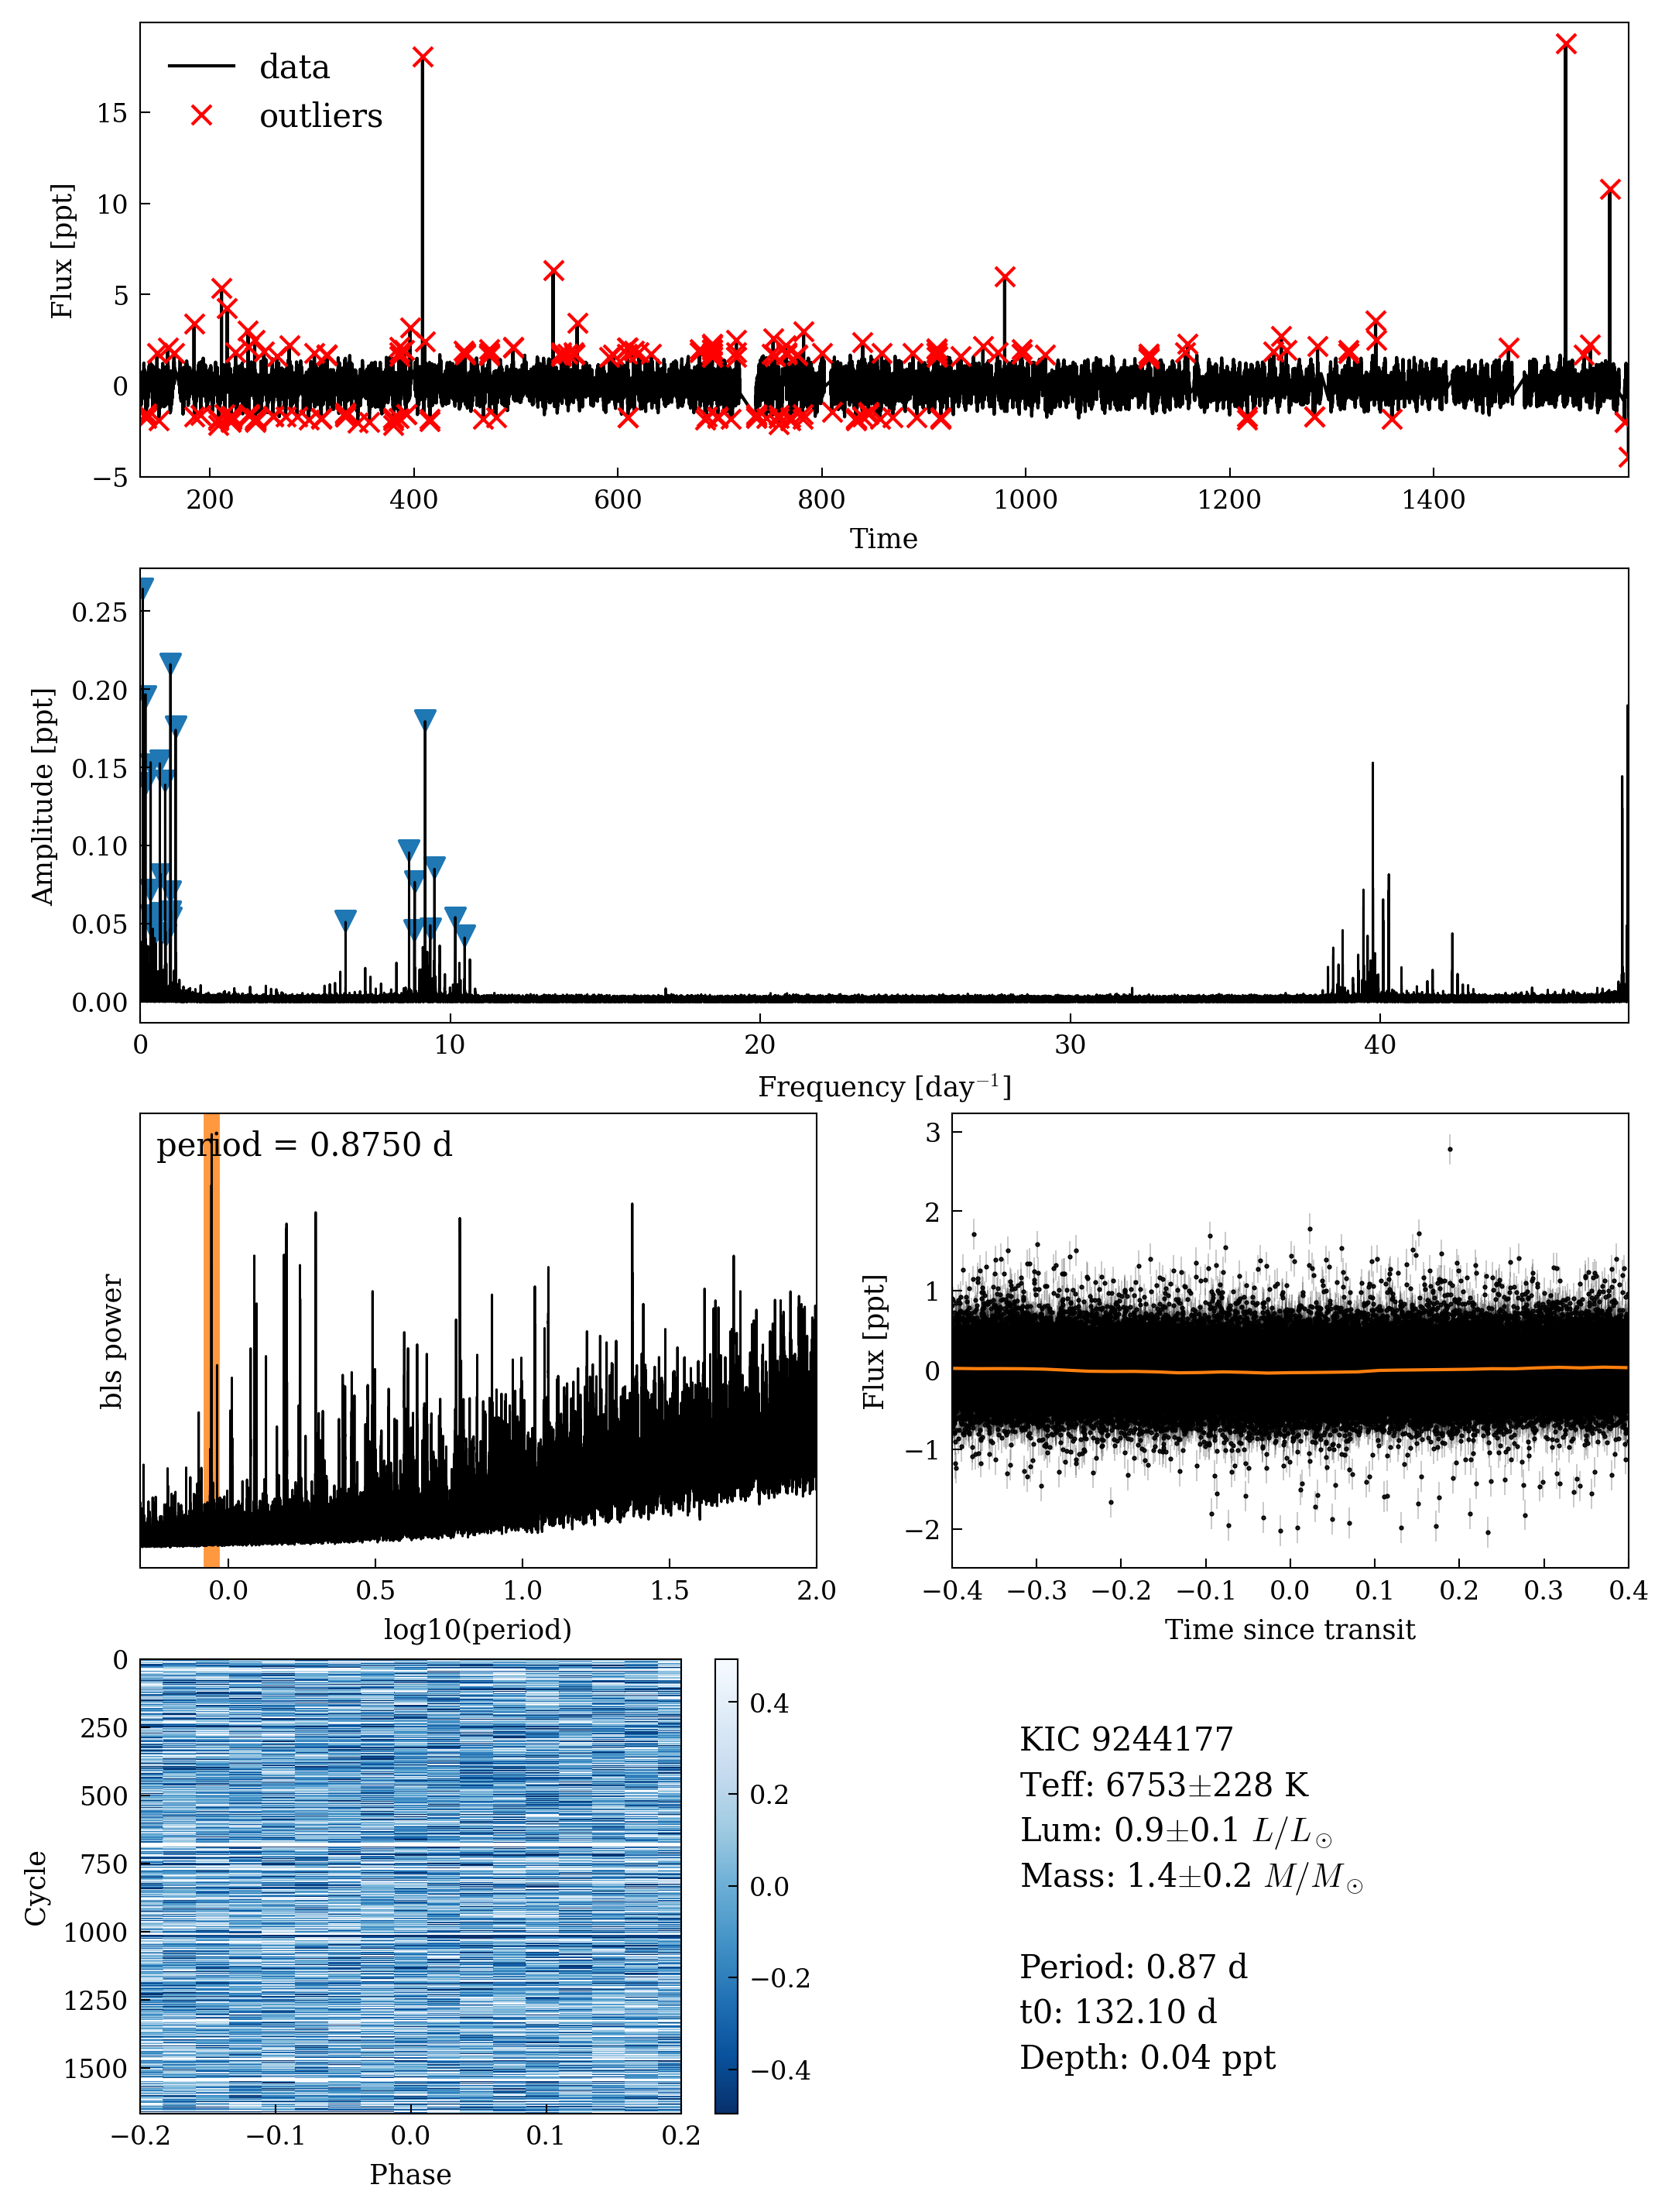 data
outliers
15
10
5
0
−5
Flux [ppt]
200 400 600 800 1000 1200 1400
Time
0.25
0.20
0.15
0.10
0.05
0.00
Amplitude [ppt]
0 10 20 30 40
Frequency [day⁻¹]
period = 0.8750 d
bls power
0.0 0.5 1.0 1.5 2.0
log10(period)
3
2
1
0
−1
−2
Flux [ppt]
−0.4 −0.3 −0.2 −0.1 0.0 0.1 0.2 0.3 0.4
Time since transit
0
250
500
750
1000
1250
1500
Cycle
−0.2 −0.1 0.0 0.1 0.2
Phase
0.4
0.2
0.0
−0.2
−0.4
KIC 9244177
Teff: 6753±228 K
Lum: 0.9±0.1 L/L⊙
Mass: 1.4±0.2 M/M⊙
Period: 0.87 d
t0: 132.10 d
Depth: 0.04 ppt